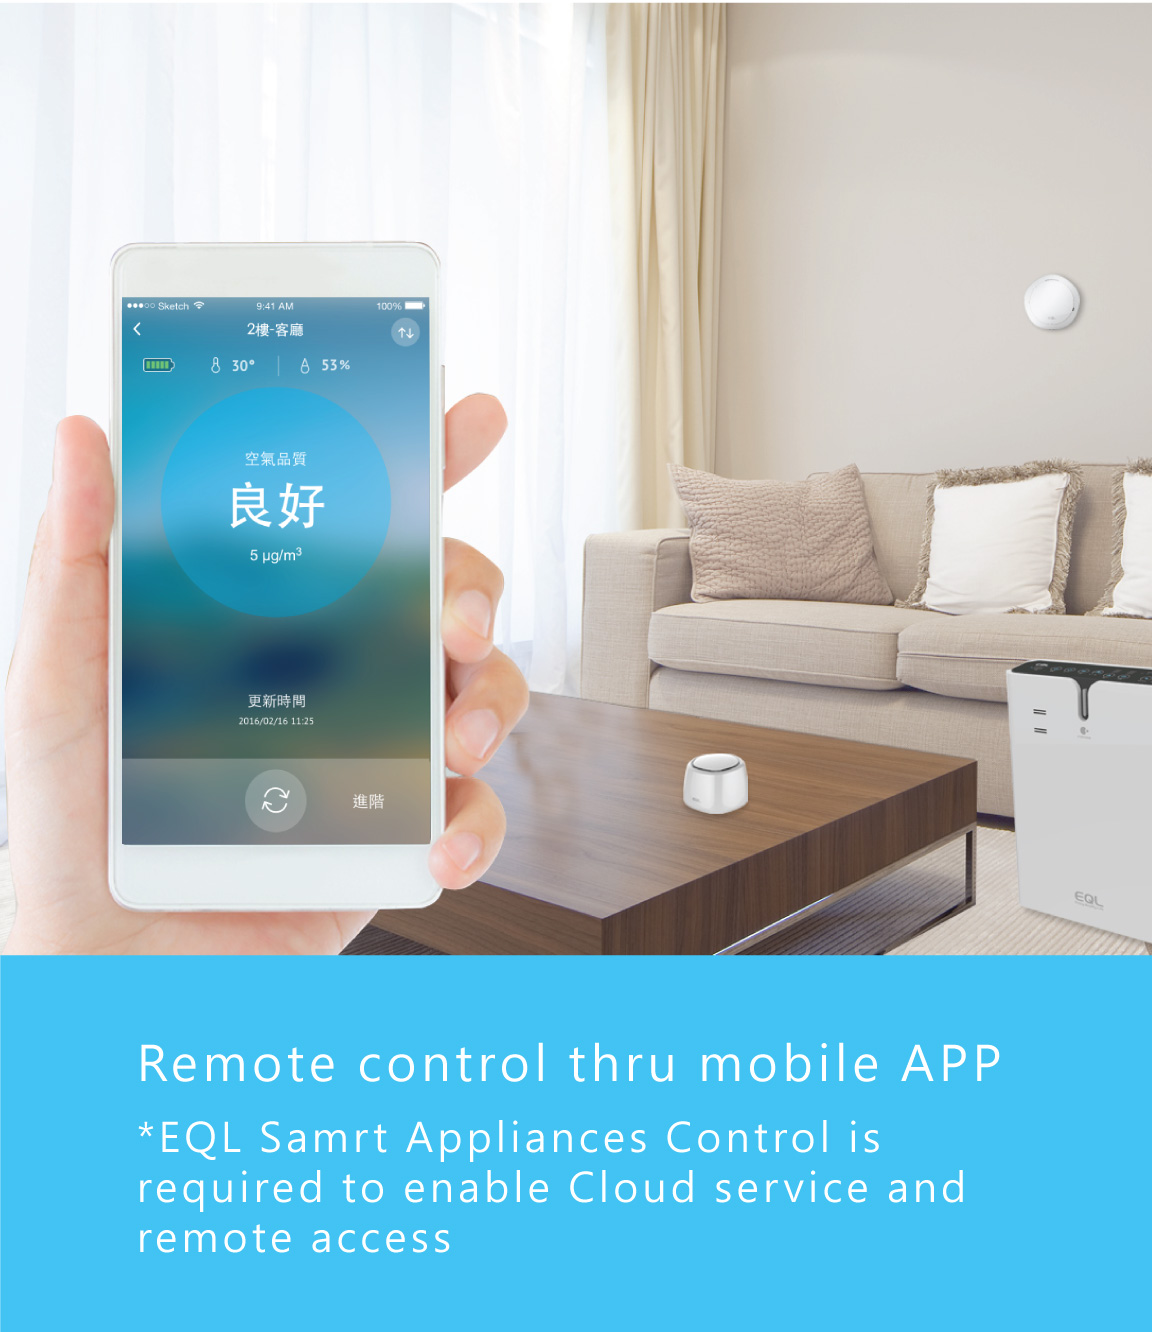 ●●●○○ Sketch 9:41 AM 100%
2樓-客廳
30° 53%
空氣品質
良好
5 µg/m³
更新時間
2016/02/16 11:25
進階
EQL
EQL
EQL
Remote control thru mobile APP
*EQL Samrt Appliances Control is
required to enable Cloud service and
remote access